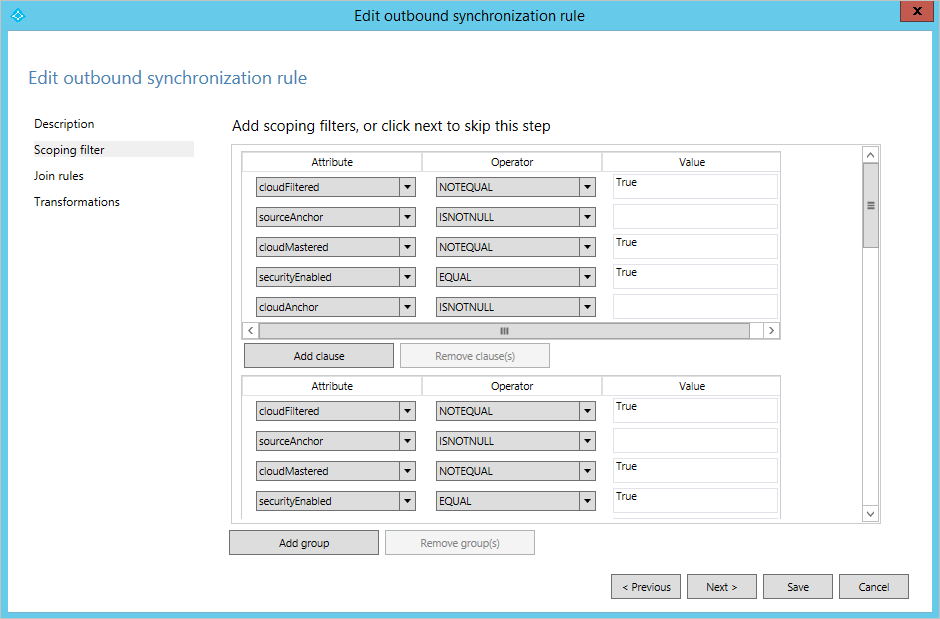 Edit outbound synchronization rule
X
Edit outbound synchronization rule
Description
Scoping filter
Join rules
Transformations
Add scoping filters, or click next to skip this step
Attribute Operator Value
cloudFiltered NOTEQUAL True
sourceAnchor ISNOTNULL
cloudMastered NOTEQUAL True
securityEnabled EQUAL True
cloudAnchor ISNOTNULL
Add clause Remove clause(s)
Attribute Operator Value
cloudFiltered NOTEQUAL True
sourceAnchor ISNOTNULL
cloudMastered NOTEQUAL True
securityEnabled EQUAL True
Add group Remove group(s)
< Previous Next > Save Cancel